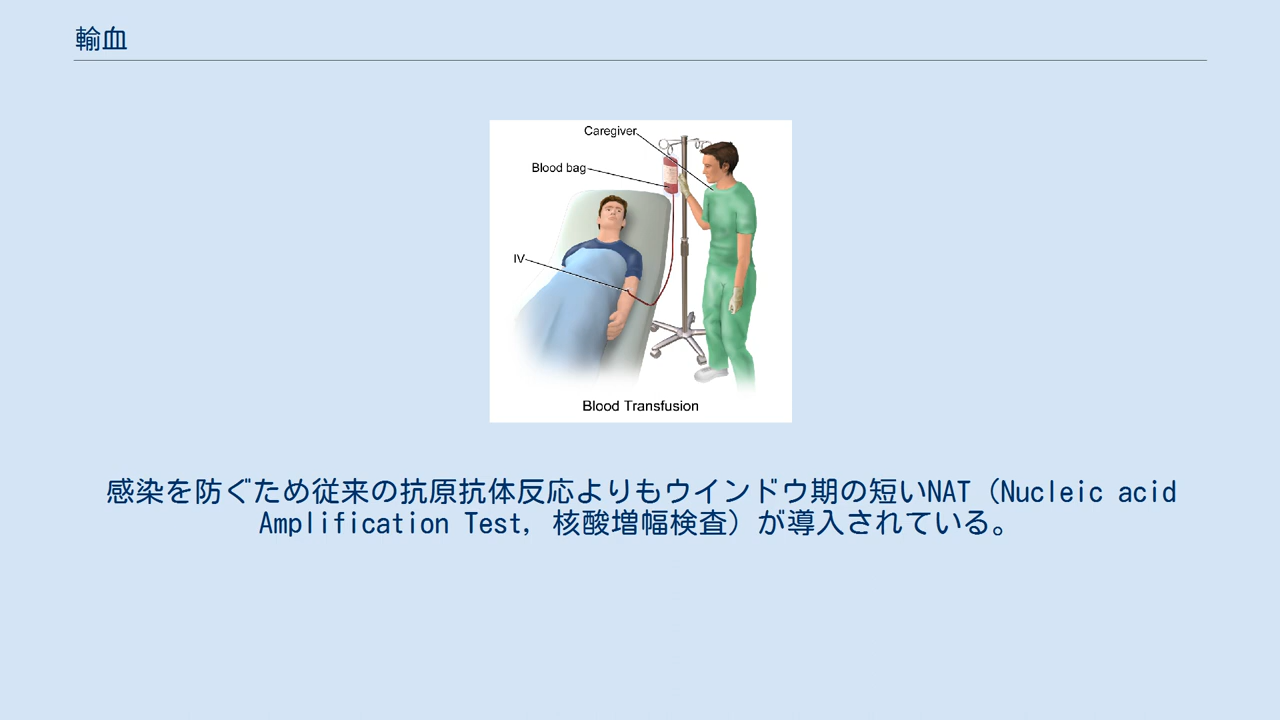 輸血
Caregiver
Blood bag
IV
Blood Transfusion
感染を防ぐため従来の抗原抗体反応よりもウインドウ期の短いNAT（Nucleic acid
Amplification Test, 核酸増幅検査）が導入されている。